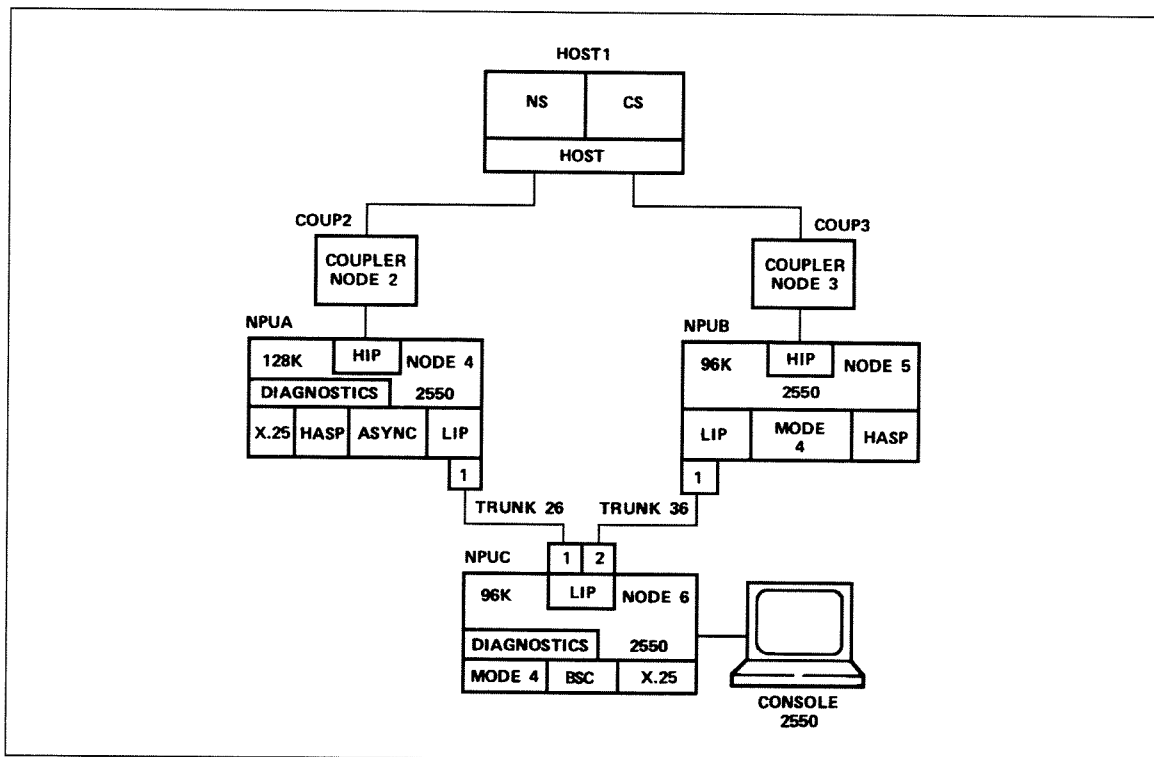 HOST1
NS
CS
HOST
COUP2
COUP3
COUPLER
NODE 2
COUPLER
NODE 3
NPUA
128K
HIP
NODE 4
DIAGNOSTICS
2550
X.25
HASP
ASYNC
LIP
1
NPUB
96K
HIP
NODE 5
2550
LIP
MODE
4
HASP
1
TRUNK 26
TRUNK 36
NPUC
1
2
96K
LIP
NODE 6
DIAGNOSTICS
2550
MODE 4
BSC
X.25
CONSOLE
2550